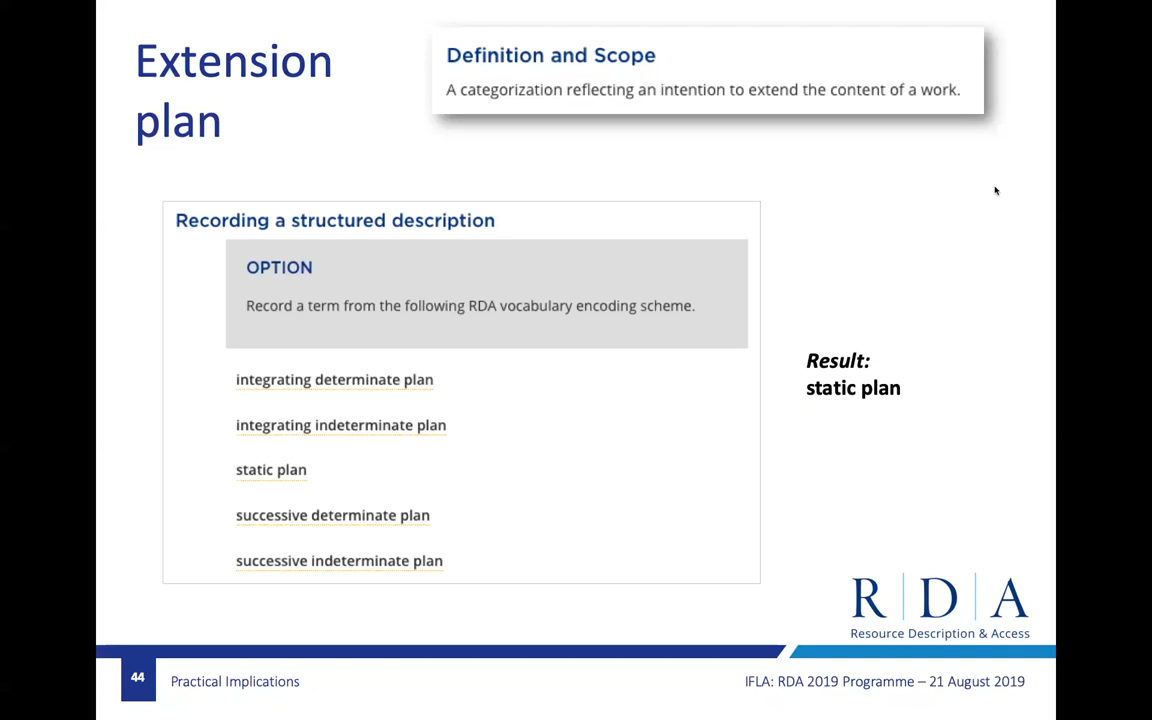 Extension
plan
Definition and Scope
A categorization reflecting an intention to extend the content of a work.
Recording a structured description
OPTION
Record a term from the following RDA vocabulary encoding scheme.
integrating determinate plan
integrating indeterminate plan
static plan
successive determinate plan
successive indeterminate plan
Result:
static plan
R | D | A
Resource Description & Access
44
Practical Implications
IFLA: RDA 2019 Programme – 21 August 2019